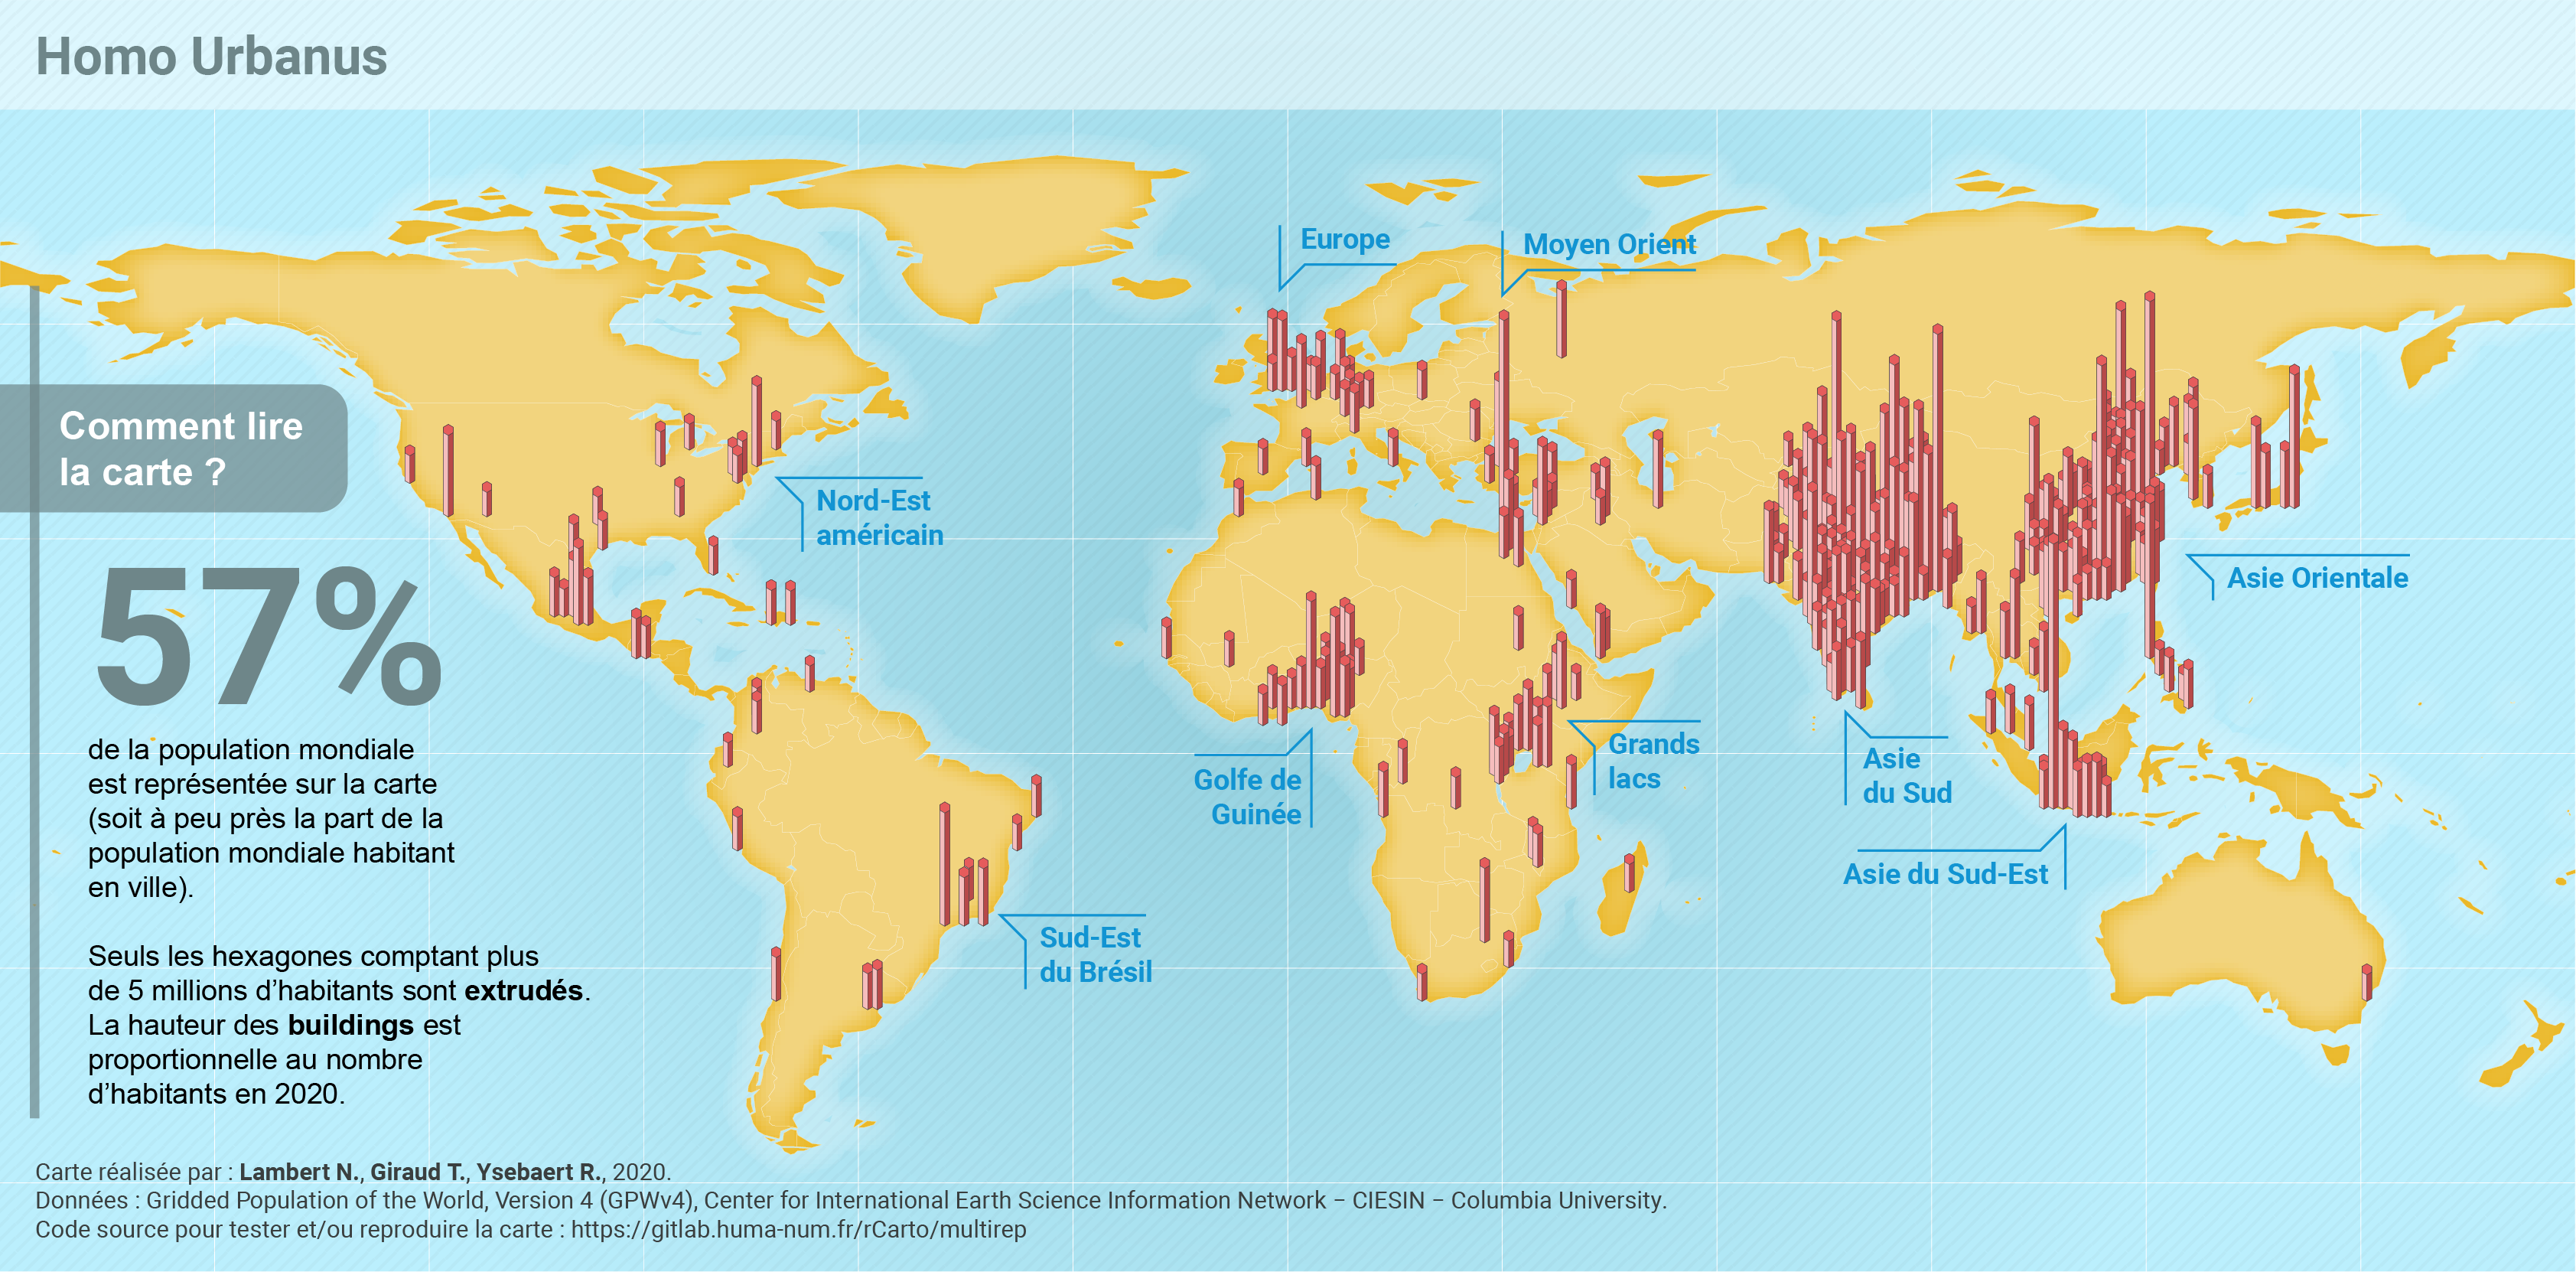 Homo Urbanus
Europe
Moyen Orient
Comment lire
la carte ?
Nord-Est
américain
57%
Asie Orientale
de la population mondiale
est représentée sur la carte
(soit à peu près la part de la
population mondiale habitant
en ville).
Grands
lacs
Golfe de
Guinée
Asie
du Sud
Asie du Sud-Est
Sud-Est
du Brésil
Seuls les hexagones comptant plus
de 5 millions d’habitants sont extrudés.
La hauteur des buildings est
proportionnelle au nombre
d’habitants en 2020.
Carte réalisée par : Lambert N., Giraud T., Ysebaert R., 2020.
Données : Gridded Population of the World, Version 4 (GPWv4), Center for International Earth Science Information Network − CIESIN − Columbia University.
Code source pour tester et/ou reproduire la carte : https://gitlab.huma-num.fr/rCarto/multirep